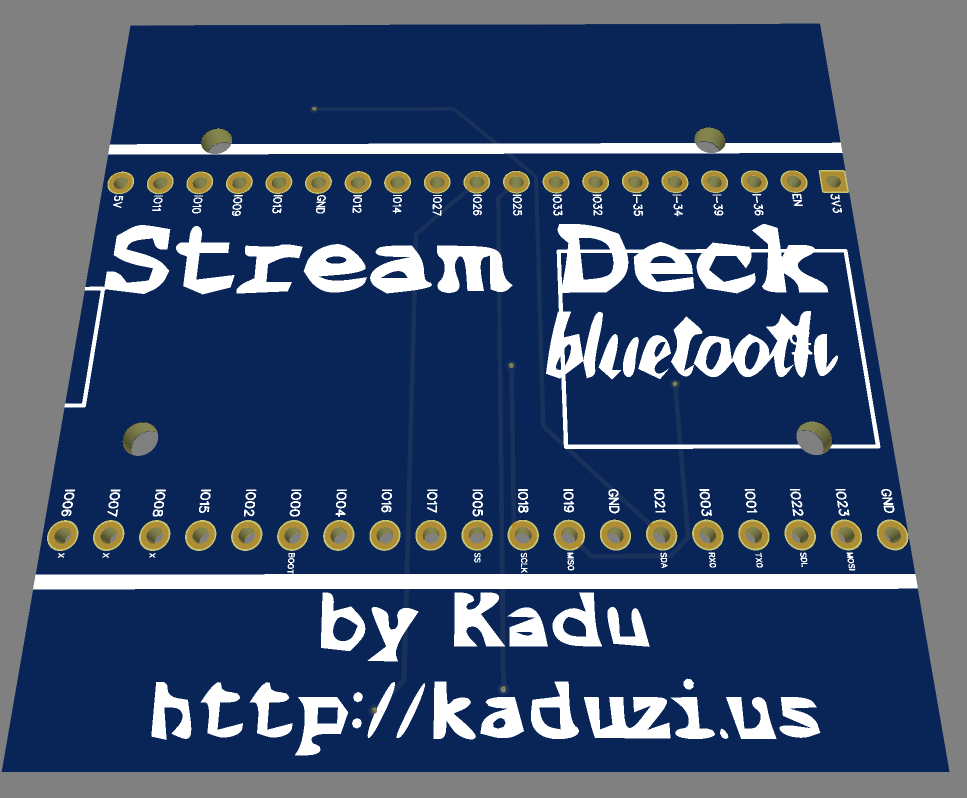 5V IO11 IO10 IO09 IO13 GND IO12 IO14 IO27 IO26 IO25 IO33 IO32 I-35 I-34 I-39 I-36 EN 3V3
Stream Deck
bluetooth
IO06 IO07 IO08 IO15 IO02 IO00 IO04 IO16 IO17 IO05 IO18 IO19 GND IO21 IO03 IO01 IO22 IO23 GND
X X X BOOT SS SCLK MISO SDA RX0 TX0 SDL MOSI
by Kadu
http://kaduzi.us